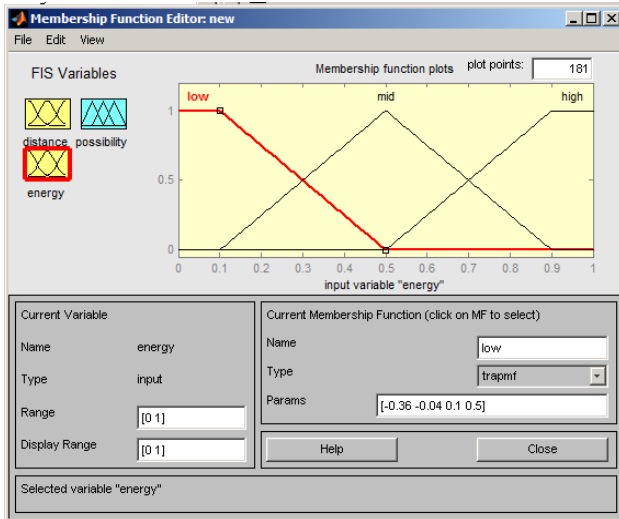 Membership Function Editor: new
File Edit View
FIS Variables
distance possibility
energy
Membership function plots plot points: 181
low mid high
1
0.5
0
0 0.1 0.2 0.3 0.4 0.5 0.6 0.7 0.8 0.9 1
input variable "energy"
Current Variable
Name energy
Type input
Range [0 1]
Display Range [0 1]
Current Membership Function (click on MF to select)
Name low
Type trapmf
Params [-0.36 -0.04 0.1 0.5]
Help Close
Selected variable "energy"